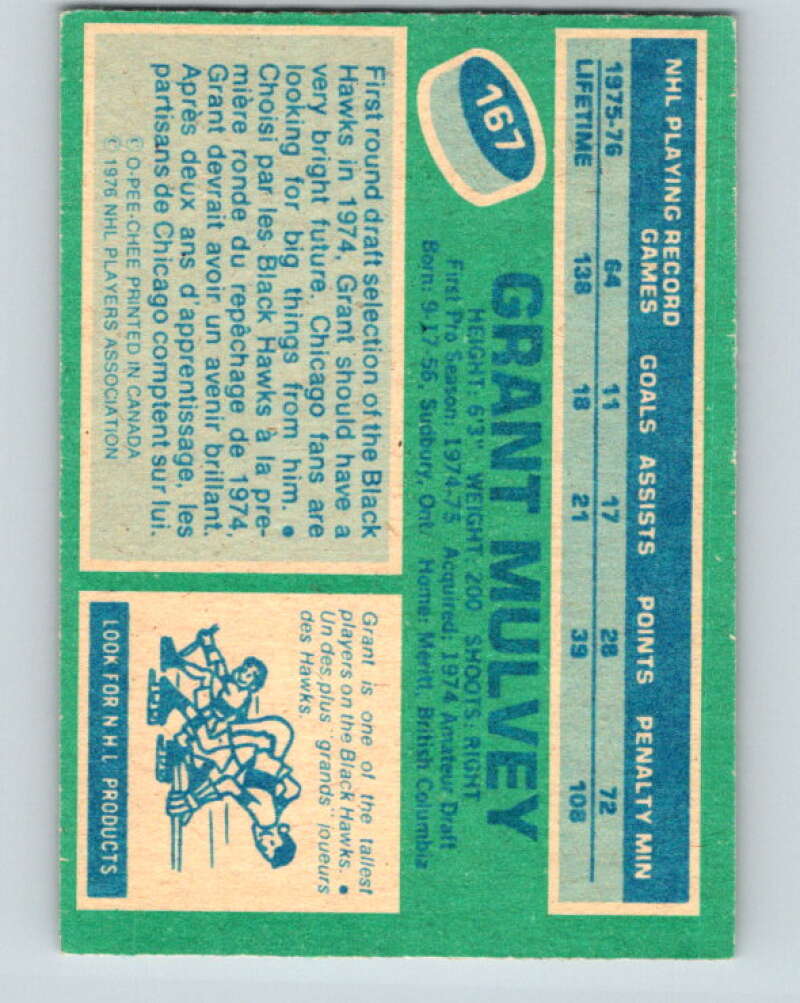 NHL PLAYING RECORD
GAMES GOALS ASSISTS POINTS PENALTY MIN
1975-76 64 11 17 28 72
LIFETIME 138 18 21 39 108
167
GRANT MULVEY
HEIGHT: 6'3" WEIGHT: 200 SHOOTS: RIGHT
First Pro Season: 1974-75 Acquired: 1974 Amateur Draft
Born: 9-17-56, Sudbury, Ont. Home: Merritt, British Columbia
First round draft selection of the Black
Hawks in 1974, Grant should have a
very bright future. Chicago fans are
looking for big things from him. •
Choisi par les Black Hawks à la pre-
mière ronde du repêchage de 1974,
Grant devrait avoir un avenir brillant.
Après deux ans d'apprentissage, les
partisans de Chicago comptent sur lui.
© O-PEE-CHEE PRINTED IN CANADA
© 1976 NHL PLAYERS ASSOCIATION
Grant is one of the tallest
players on the Black Hawks. •
Un des plus "grands" joueurs
des Hawks.
LOOK FOR N H L PRODUCTS